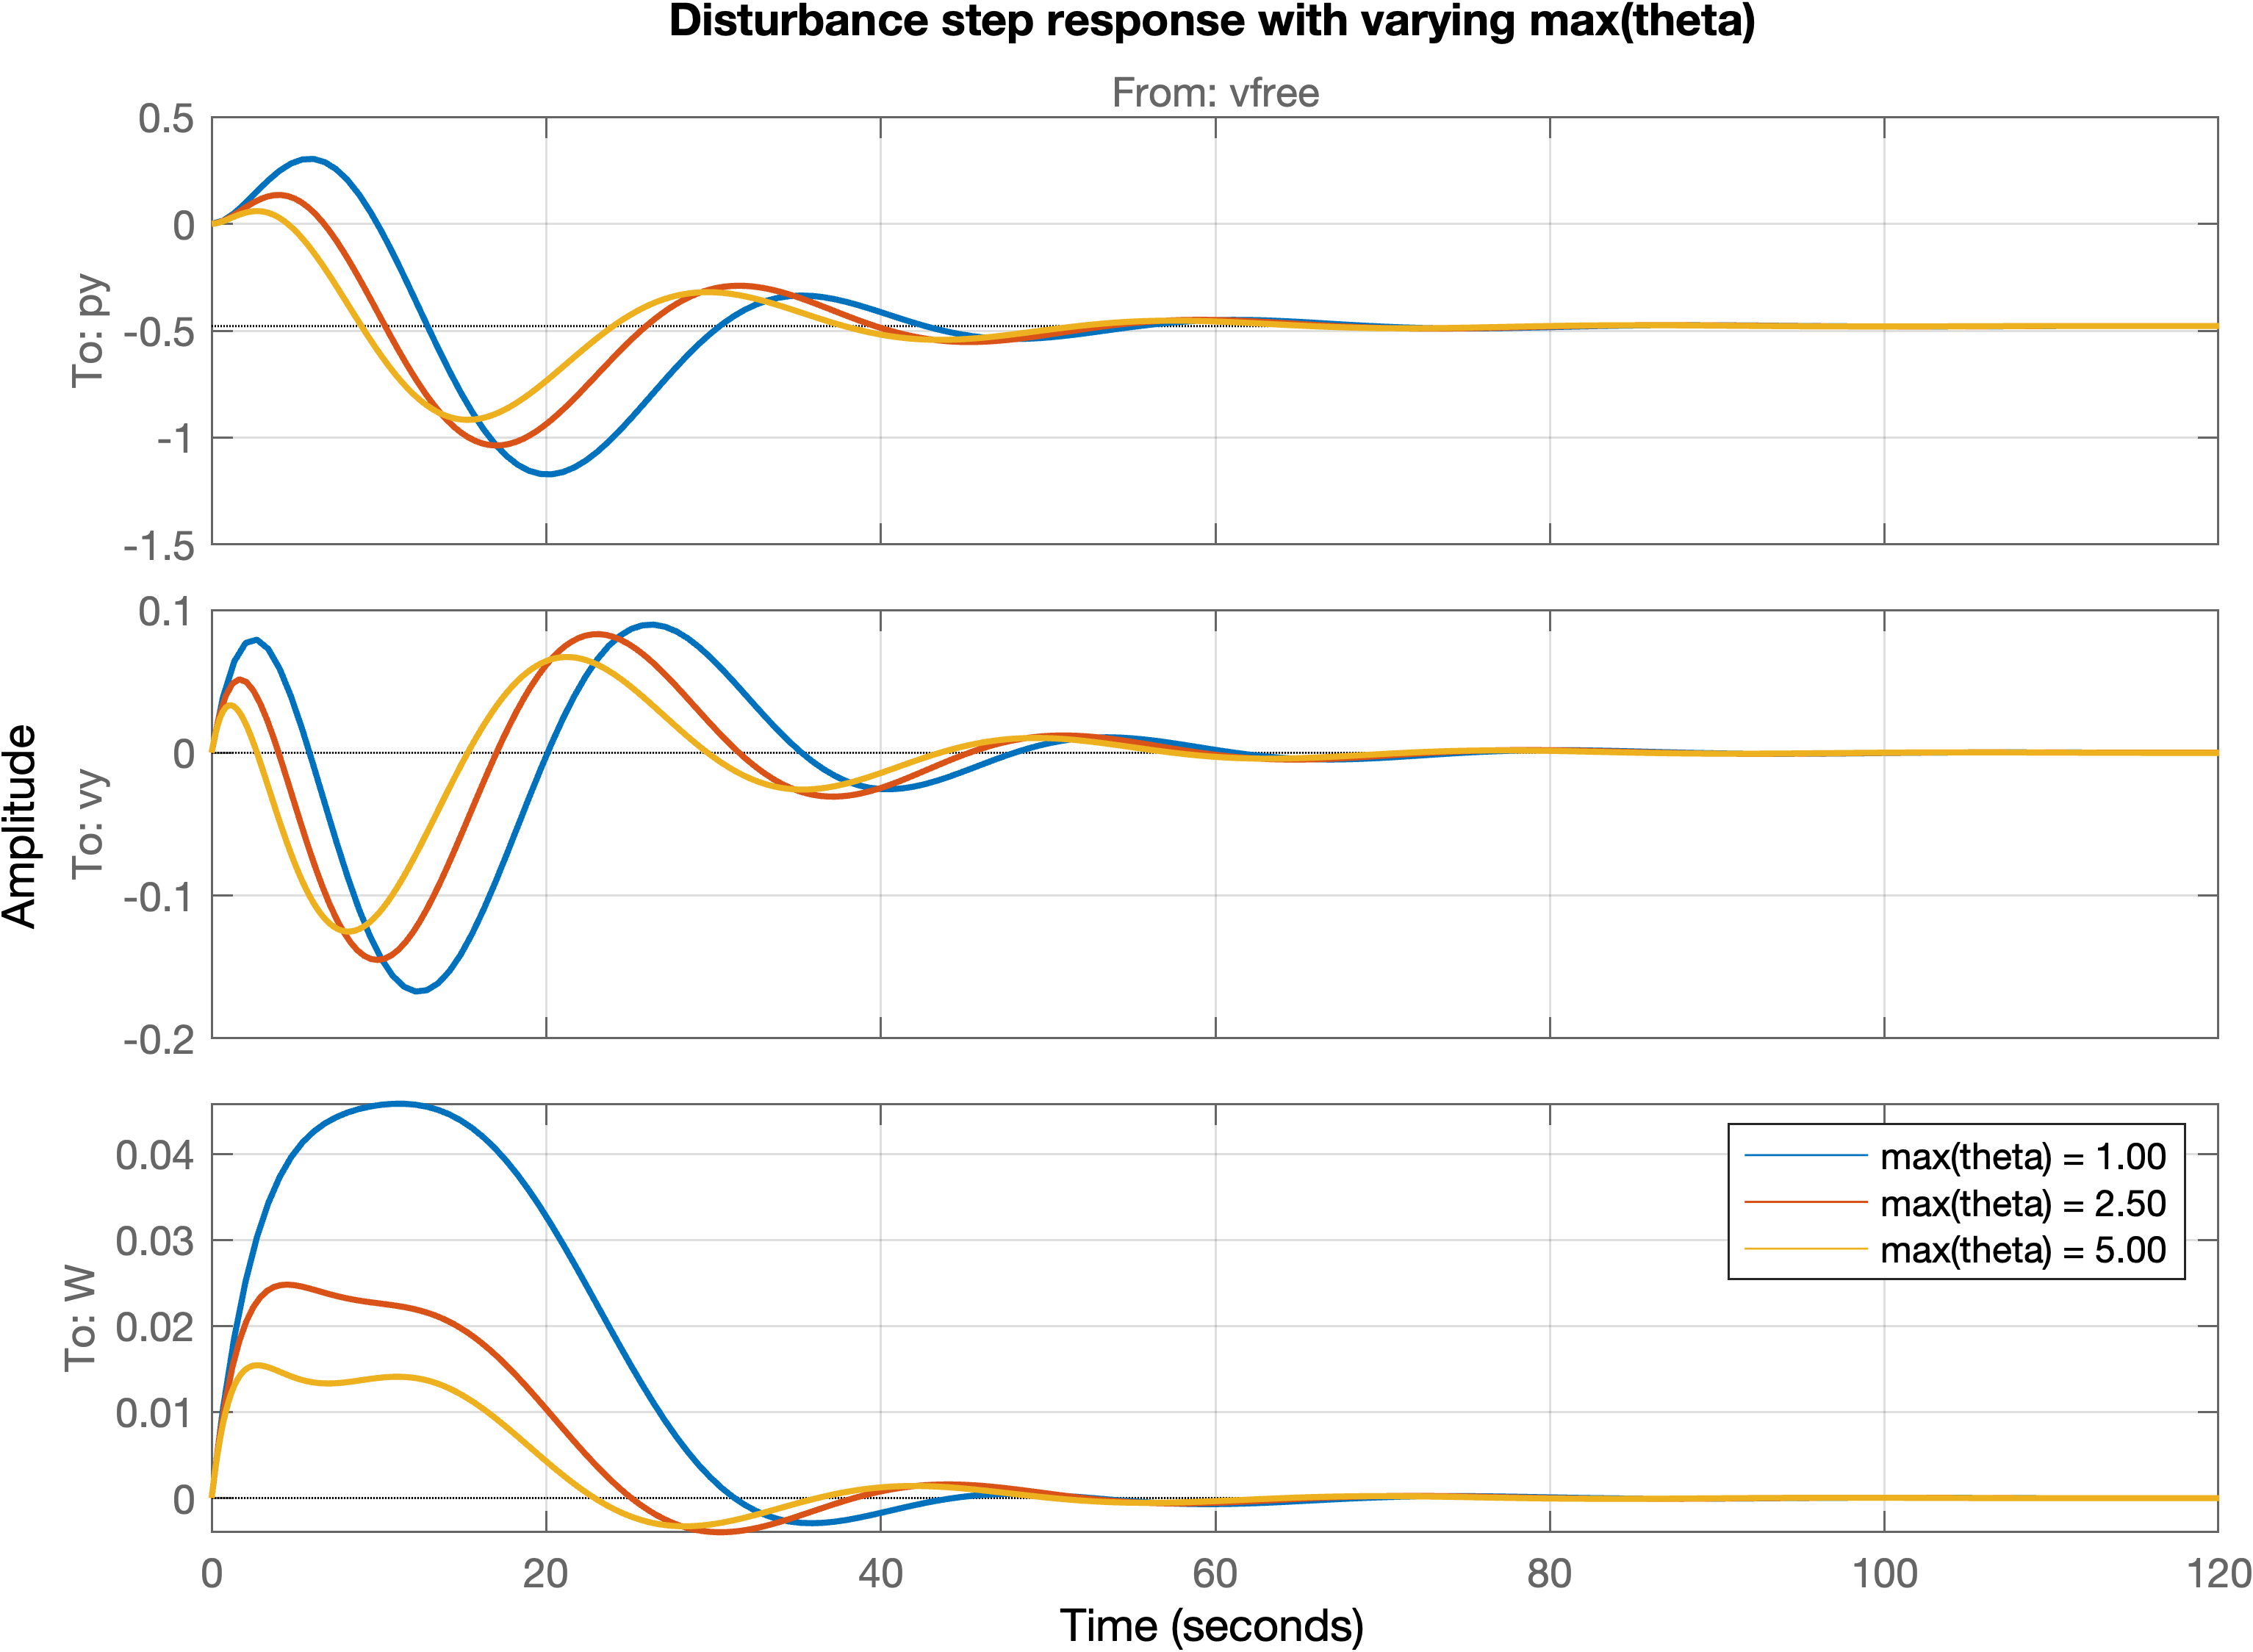 Disturbance step response with varying max(theta)
From: vfree
0.5
0
-0.5
-1
-1.5
To: py
0.1
0
-0.1
-0.2
To: vy
Amplitude
0.04
0.03
0.02
0.01
0
To: W
max(theta) = 1.00
max(theta) = 2.50
max(theta) = 5.00
0 20 40 60 80 100 120
Time (seconds)